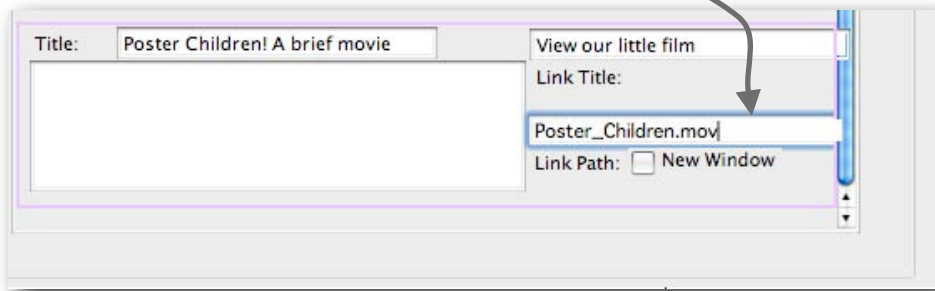 Title: Poster Children! A brief movie
View our little film
Link Title:
Poster_Children.mov
Link Path: New Window